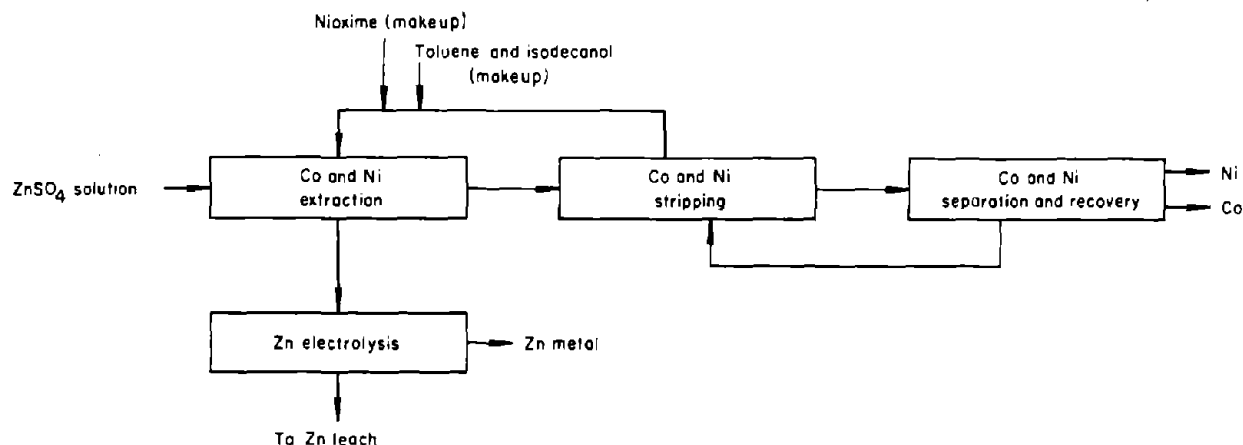 Nioxime (makeup)
Toluene and isodecanol
(makeup)
ZnSO4 solution
Co and Ni
extraction
Co and Ni
stripping
Co and Ni
separation and recovery
Ni
Co
Zn electrolysis
Zn metal
To Zn leach